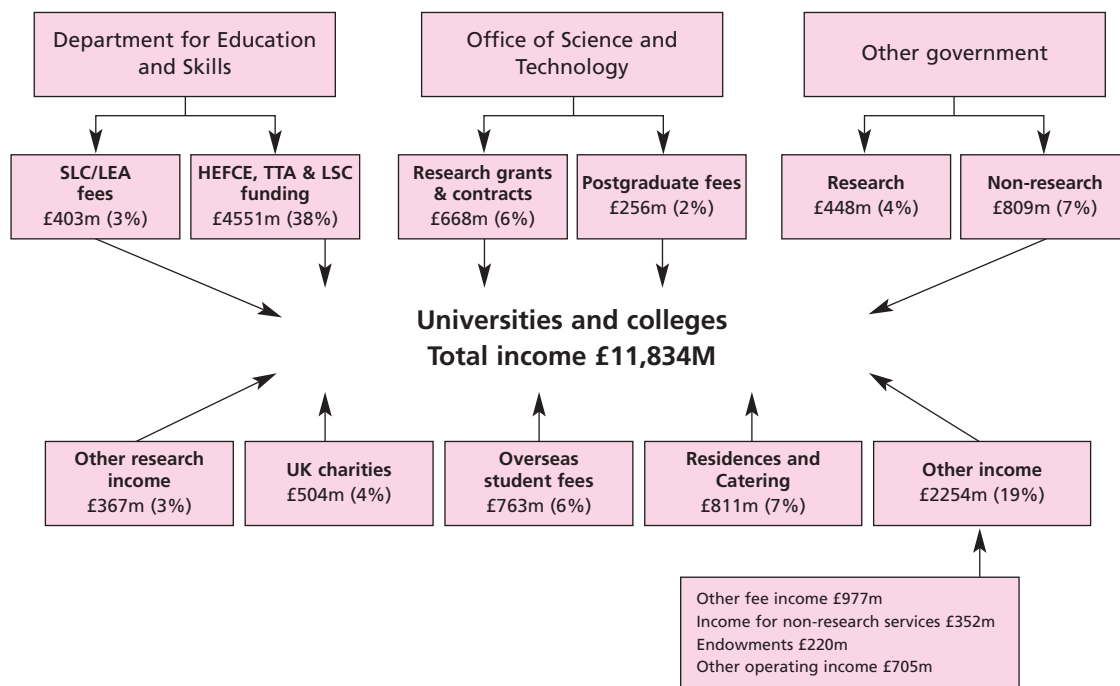 Department for Education
and Skills
Office of Science and
Technology
Other government
SLC/LEA
fees
£403m (3%)
HEFCE, TTA & LSC
funding
£4551m (38%)
Research grants
& contracts
£668m (6%)
Postgraduate fees
£256m (2%)
Research
£448m (4%)
Non-research
£809m (7%)
Universities and colleges
Total income £11,834M
Other research
income
£367m (3%)
UK charities
£504m (4%)
Overseas
student fees
£763m (6%)
Residences and
Catering
£811m (7%)
Other income
£2254m (19%)
Other fee income £977m
Income for non-research services £352m
Endowments £220m
Other operating income £705m